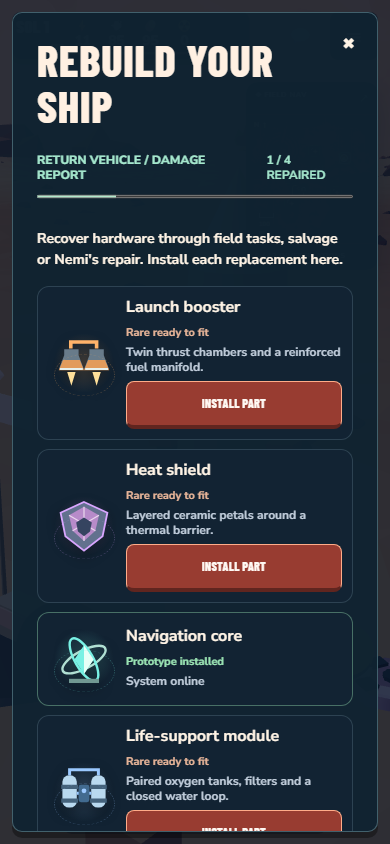 REBUILD YOUR
SHIP
RETURN VEHICLE / DAMAGE
REPORT
1 / 4
REPAIRED
Recover hardware through field tasks, salvage
or Nemi's repair. Install each replacement here.
Launch booster
Rare ready to fit
Twin thrust chambers and a reinforced
fuel manifold.
INSTALL PART
Heat shield
Rare ready to fit
Layered ceramic petals around a
thermal barrier.
INSTALL PART
Navigation core
Prototype installed
System online
Life-support module
Rare ready to fit
Paired oxygen tanks, filters and a
closed water loop.
INSTALL PART